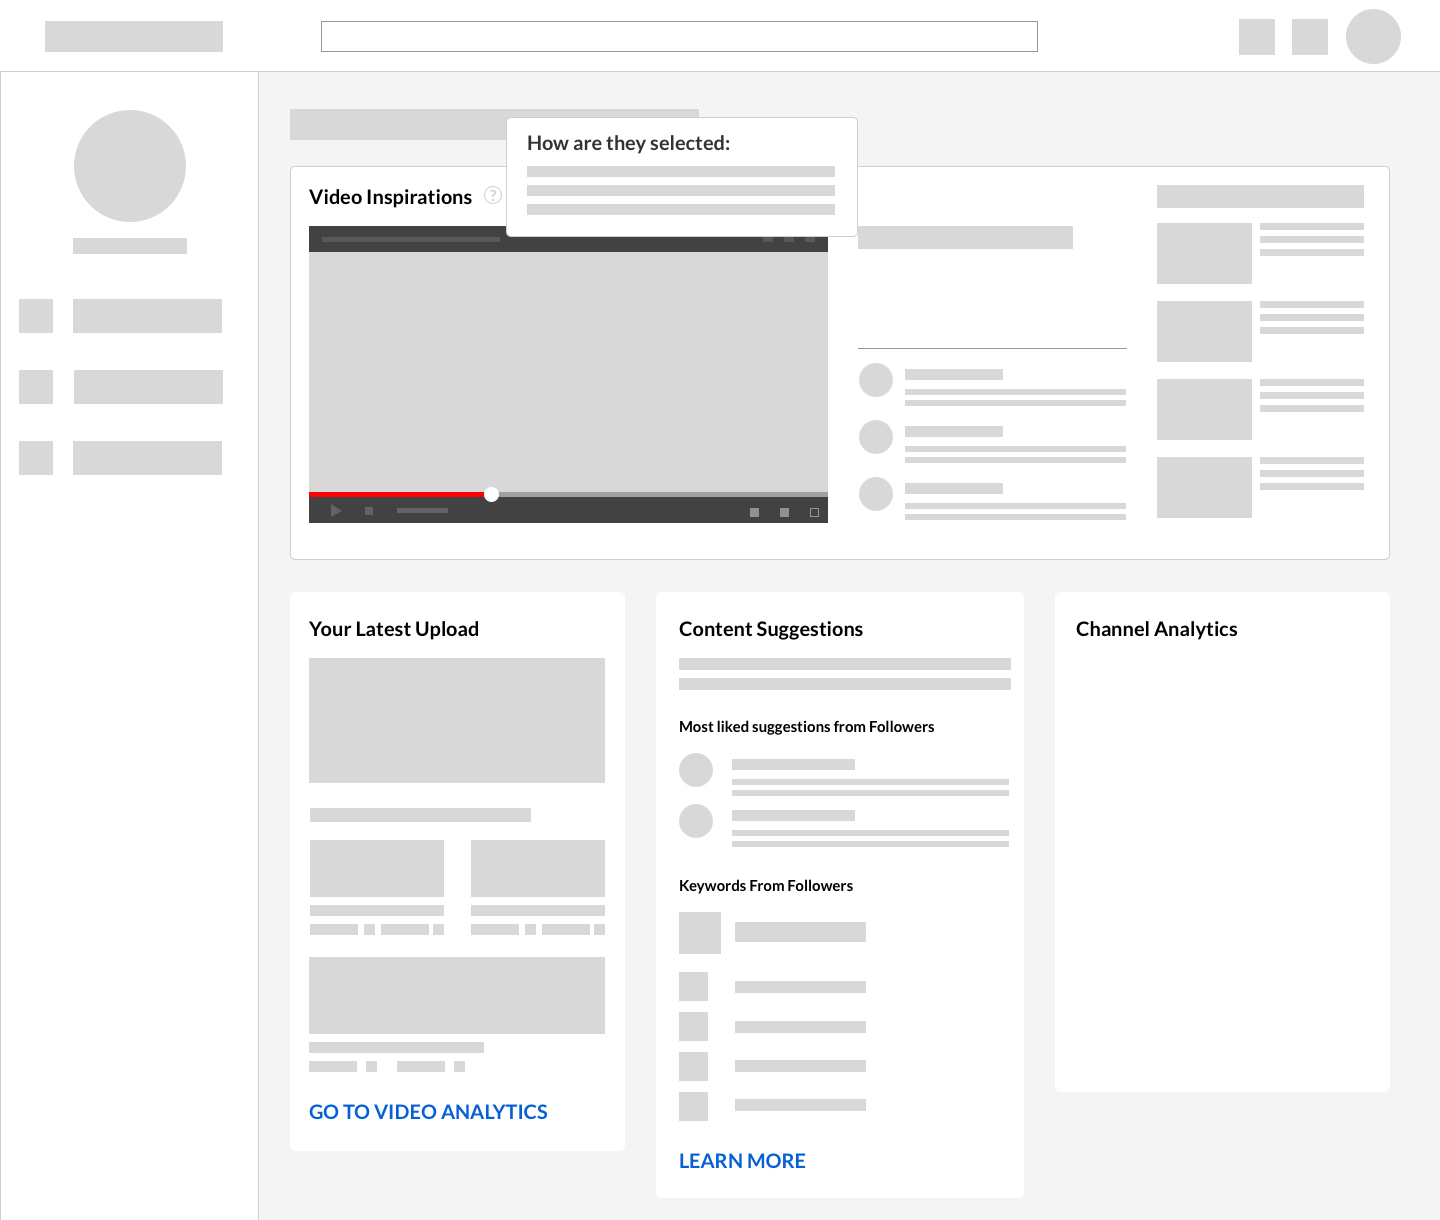 How are they selected:
Video Inspirations ?
Your Latest Upload
GO TO VIDEO ANALYTICS
Content Suggestions
Most liked suggestions from Followers
Keywords From Followers
LEARN MORE
Channel Analytics